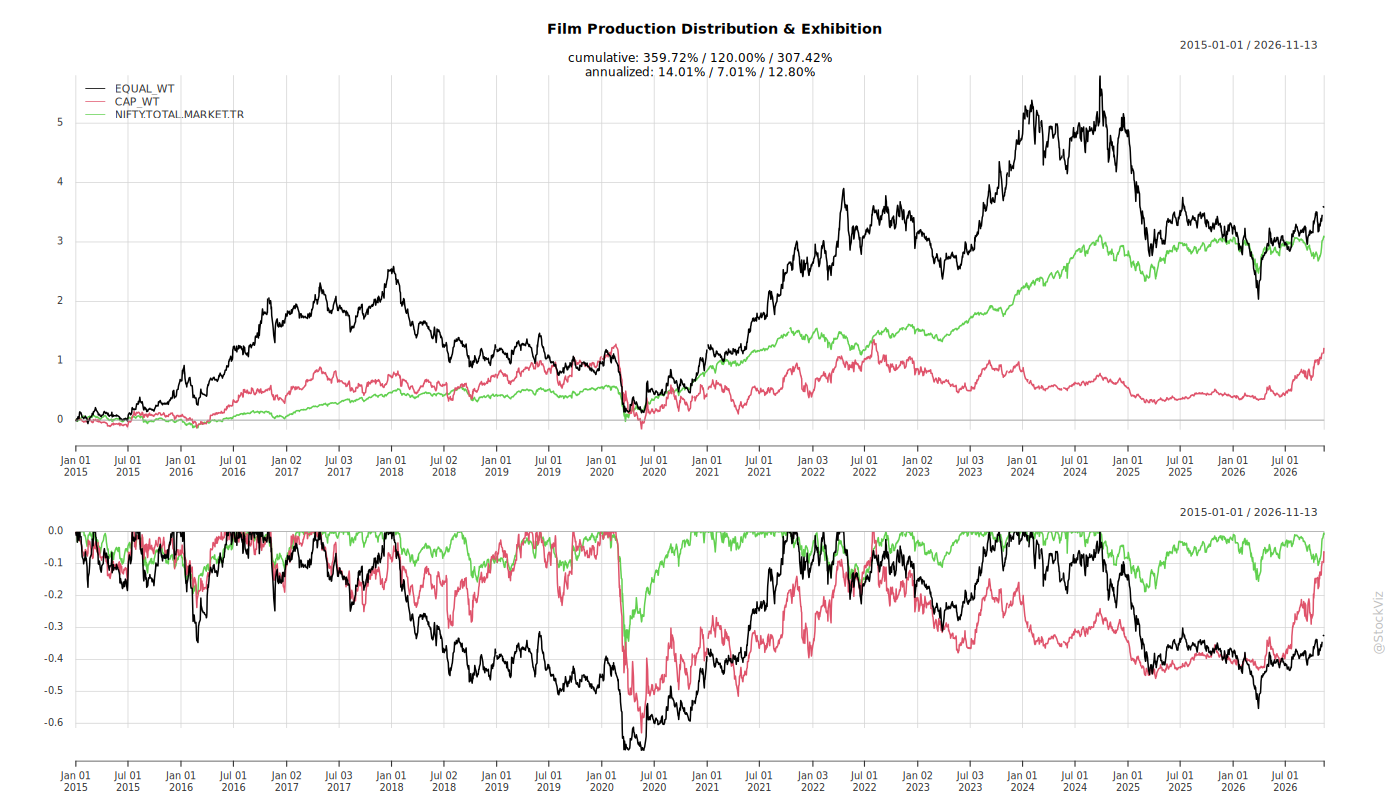 Film Production Distribution & Exhibition
2015-01-01 / 2026-11-13
cumulative: 359.72% / 120.00% / 307.42%
annualized: 14.01% / 7.01% / 12.80%
EQUAL_WT
CAP_WT
NIFTY.TOTAL.MARKET.TR
5
4
3
2
1
0
Jan 01 Jul 01 Jan 01 Jul 01 Jan 02 Jul 03 Jan 01 Jul 02 Jan 01 Jul 01 Jan 01 Jul 01 Jan 01 Jul 01 Jan 03 Jul 01 Jan 02 Jul 03 Jan 01 Jul 01 Jan 01 Jul 01 Jan 01 Jul 01
2015 2015 2016 2016 2017 2017 2018 2018 2019 2019 2020 2020 2021 2021 2022 2022 2023 2023 2024 2024 2025 2025 2026 2026
2015-01-01 / 2026-11-13
0.0
-0.1
-0.2
-0.3
-0.4
-0.5
-0.6
Jan 01 Jul 01 Jan 01 Jul 01 Jan 02 Jul 03 Jan 01 Jul 02 Jan 01 Jul 01 Jan 01 Jul 01 Jan 01 Jul 01 Jan 03 Jul 01 Jan 02 Jul 03 Jan 01 Jul 01 Jan 01 Jul 01 Jan 01 Jul 01
2015 2015 2016 2016 2017 2017 2018 2018 2019 2019 2020 2020 2021 2021 2022 2022 2023 2023 2024 2024 2025 2025 2026 2026
@StockViz